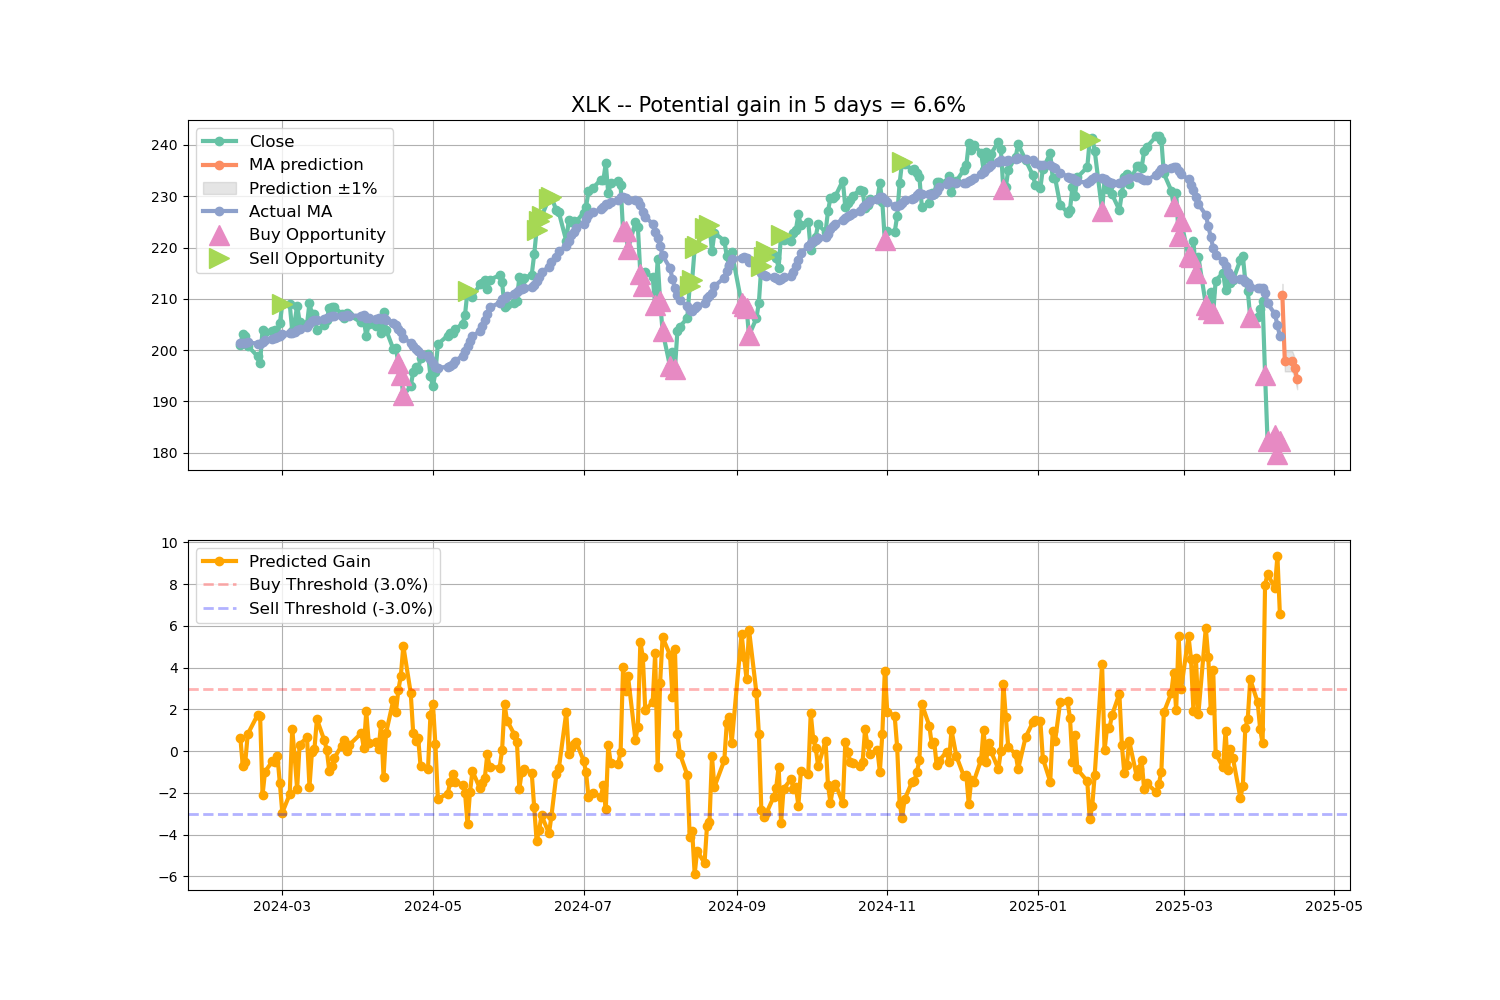 XLK -- Potential gain in 5 days = 6.6%
Close
MA prediction
Prediction ±1%
Actual MA
Buy Opportunity
Sell Opportunity
240
230
220
210
200
190
180
Predicted Gain
Buy Threshold (3.0%)
Sell Threshold (-3.0%)
10
8
6
4
2
0
−2
−4
−6
2024-03 2024-05 2024-07 2024-09 2024-11 2025-01 2025-03 2025-05